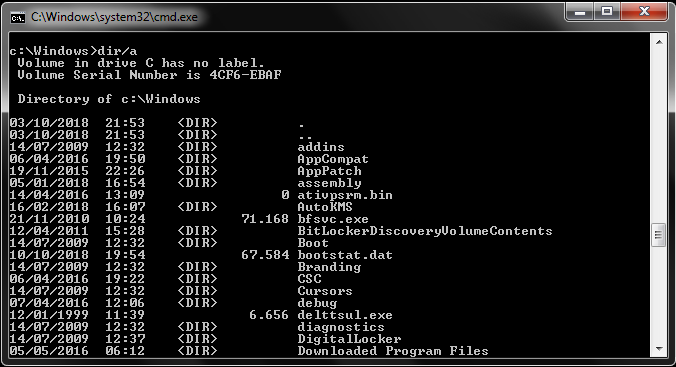 C:\Windows\system32\cmd.exe
c:\Windows>dir/a
Volume in drive C has no label.
Volume Serial Number is 4CF6-EBAF
Directory of c:\Windows
03/10/2018 21:53 <DIR> .
03/10/2018 21:53 <DIR> ..
14/07/2009 12:32 <DIR> addins
06/04/2016 19:50 <DIR> AppCompat
19/11/2015 22:26 <DIR> AppPatch
05/01/2018 16:54 <DIR> assembly
14/04/2016 13:09 0 ativpsrm.bin
16/02/2018 16:07 <DIR> AutoKMS
21/11/2010 10:24 71.168 bfsvc.exe
12/04/2011 15:28 <DIR> BitLockerDiscoveryVolumeContents
14/07/2009 12:32 <DIR> Boot
10/10/2018 19:54 67.584 bootstat.dat
14/07/2009 12:32 <DIR> Branding
06/04/2016 19:22 <DIR> CSC
14/07/2009 12:32 <DIR> Cursors
07/04/2016 12:06 <DIR> debug
12/01/1999 11:39 6.656 delttsul.exe
14/07/2009 12:32 <DIR> diagnostics
14/07/2009 12:37 <DIR> DigitalLocker
05/05/2016 06:12 <DIR> Downloaded Program Files